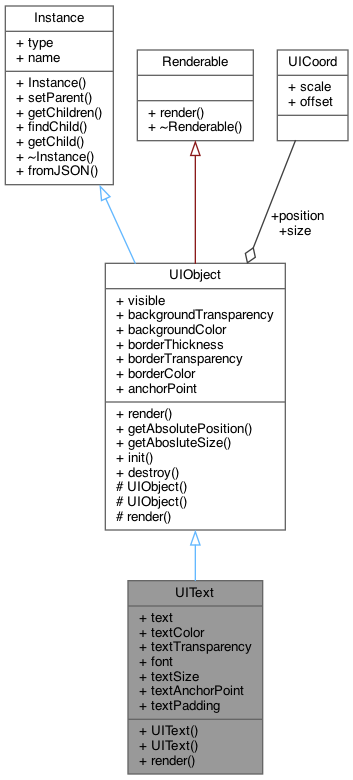 Instance
+ type
+ name
+ Instance()
+ setParent()
+ getChildren()
+ findChild()
+ getChild()
+ ~Instance()
+ fromJSON()
Renderable
+ render()
+ ~Renderable()
UICoord
+ scale
+ offset
+position
+size
UIObject
+ visible
+ backgroundTransparency
+ backgroundColor
+ borderThickness
+ borderTransparency
+ borderColor
+ anchorPoint
+ render()
+ getAbsolutePosition()
+ getAbosluteSize()
+ init()
+ destroy()
# UIObject()
# UIObject()
# render()
UIText
+ text
+ textColor
+ textTransparency
+ font
+ textSize
+ textAnchorPoint
+ textPadding
+ UIText()
+ UIText()
+ render()